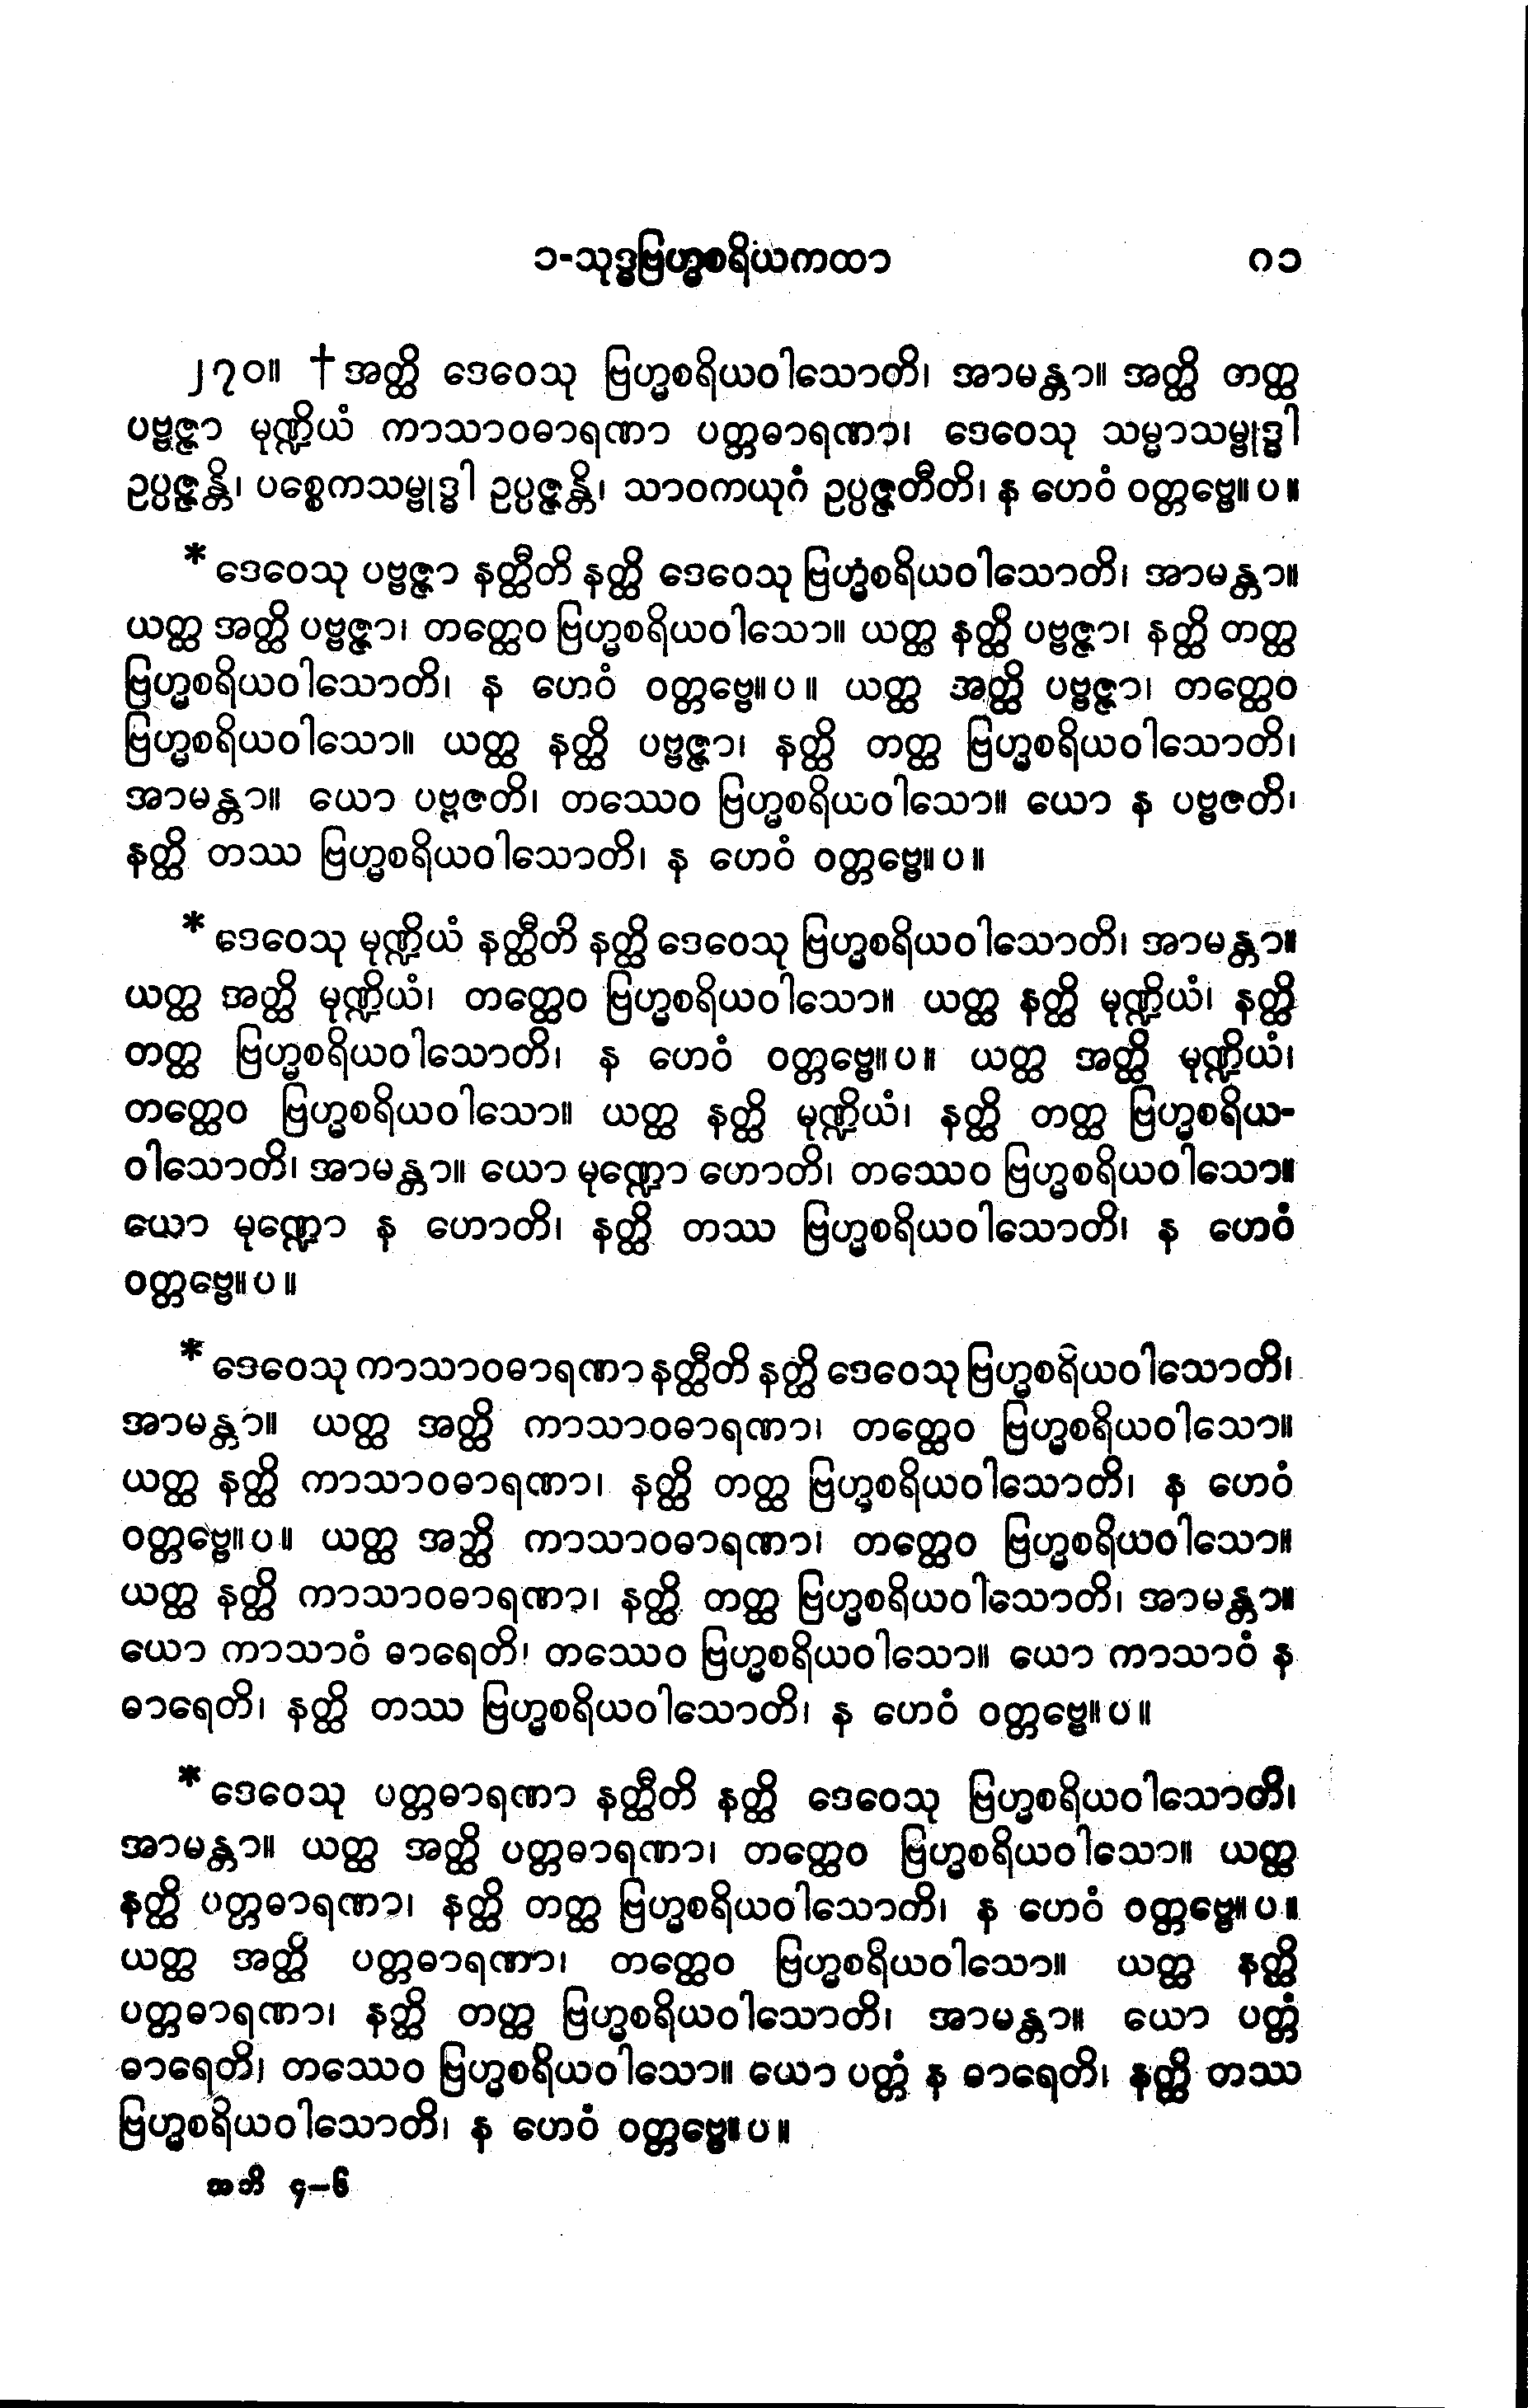 ၁-သုဒ္ဓဗြဟ္မစရိယကထာ ၈၁
၂၇၀။ †အတ္ထိ ဒေဝေသု ဗြဟ္မစရိယဝါသောတိ၊ အာမန္တာ။ အတ္ထိ တတ္ထ
ပဗ္ဗဇ္ဇာ မုဏ္ဍိယံ ကာသာဝဓာရဏာ ပတ္တဓာရဏာ၊ ဒေဝေသု သမ္မာသမ္ဗုဒ္ဓါ
ဥပ္ပဇ္ဇန္တိ၊ ပစ္စေကသမ္ဗုဒ္ဓါ ဥပ္ပဇ္ဇန္တိ၊ သာဝကယုဂံ ဥပ္ပဇ္ဇတီတိ၊ န ဟေဝံ ဝတ္တဗ္ဗေ။ပ။
*ဒေဝေသု ပဗ္ဗဇ္ဇာ နတ္ထီတိ နတ္ထိ ဒေဝေသု ဗြဟ္မစရိယဝါသောတိ၊ အာမန္တာ။
ယတ္ထ အတ္ထိ ပဗ္ဗဇ္ဇာ၊ တတ္ထေဝ ဗြဟ္မစရိယဝါသော။ ယတ္ထ နတ္ထိ ပဗ္ဗဇ္ဇာ၊ နတ္ထိ တတ္ထ
ဗြဟ္မစရိယဝါသောတိ၊ န ဟေဝံ ဝတ္တဗ္ဗေ။ပ။ ယတ္ထ အတ္ထိ ပဗ္ဗဇ္ဇာ၊ တတ္ထေဝ
ဗြဟ္မစရိယဝါသော။ ယတ္ထ နတ္ထိ ပဗ္ဗဇ္ဇာ၊ နတ္ထိ တတ္ထ ဗြဟ္မစရိယဝါသောတိ၊
အာမန္တာ။ ယော ပဗ္ဗဇတိ၊ တဿေဝ ဗြဟ္မစရိယဝါသော။ ယော န ပဗ္ဗဇတိ၊
နတ္ထိ တဿ ဗြဟ္မစရိယဝါသောတိ၊ န ဟေဝံ ဝတ္တဗ္ဗေ။ပ။
*ဒေဝေသု မုဏ္ဍိယံ နတ္ထီတိ နတ္ထိ ဒေဝေသု ဗြဟ္မစရိယဝါသောတိ၊ အာမန္တာ။
ယတ္ထ အတ္ထိ မုဏ္ဍိယံ၊ တတ္ထေဝ ဗြဟ္မစရိယဝါသော။ ယတ္ထ နတ္ထိ မုဏ္ဍိယံ၊ နတ္ထိ
တတ္ထ ဗြဟ္မစရိယဝါသောတိ၊ န ဟေဝံ ဝတ္တဗ္ဗေ။ပ။ ယတ္ထ အတ္ထိ မုဏ္ဍိယံ၊
တတ္ထေဝ ဗြဟ္မစရိယဝါသော။ ယတ္ထ နတ္ထိ မုဏ္ဍိယံ၊ နတ္ထိ တတ္ထ ဗြဟ္မစရိယ-
ဝါသောတိ၊ အာမန္တာ။ ယော မုဏ္ဍော ဟောတိ၊ တဿေဝ ဗြဟ္မစရိယဝါသော။
ယော မုဏ္ဍော န ဟောတိ၊ နတ္ထိ တဿ ဗြဟ္မစရိယဝါသောတိ၊ န ဟေဝံ
ဝတ္တဗ္ဗေ။ပ။
*ဒေဝေသု ကာသာဝဓာရဏာ နတ္ထီတိ နတ္ထိ ဒေဝေသု ဗြဟ္မစရိယဝါသောတိ၊
အာမန္တာ။ ယတ္ထ အတ္ထိ ကာသာဝဓာရဏာ၊ တတ္ထေဝ ဗြဟ္မစရိယဝါသော။
ယတ္ထ နတ္ထိ ကာသာဝဓာရဏာ၊ နတ္ထိ တတ္ထ ဗြဟ္မစရိယဝါသောတိ၊ န ဟေဝံ
ဝတ္တဗ္ဗေ။ပ။ ယတ္ထ အတ္ထိ ကာသာဝဓာရဏာ၊ တတ္ထေဝ ဗြဟ္မစရိယဝါသော။
ယတ္ထ နတ္ထိ ကာသာဝဓာရဏာ၊ နတ္ထိ တတ္ထ ဗြဟ္မစရိယဝါသောတိ၊ အာမန္တာ။
ယော ကာသာဝံ ဓာရေတိ၊ တဿေဝ ဗြဟ္မစရိယဝါသော။ ယော ကာသာဝံ န
ဓာရေတိ၊ နတ္ထိ တဿ ဗြဟ္မစရိယဝါသောတိ၊ န ဟေဝံ ဝတ္တဗ္ဗေ။ပ။
*ဒေဝေသု ပတ္တဓာရဏာ နတ္ထီတိ နတ္ထိ ဒေဝေသု ဗြဟ္မစရိယဝါသောတိ၊
အာမန္တာ။ ယတ္ထ အတ္ထိ ပတ္တဓာရဏာ၊ တတ္ထေဝ ဗြဟ္မစရိယဝါသော။ ယတ္ထ
နတ္ထိ ပတ္တဓာရဏာ၊ နတ္ထိ တတ္ထ ဗြဟ္မစရိယဝါသောတိ၊ န ဟေဝံ ဝတ္တဗ္ဗေ။ပ။
ယတ္ထ အတ္ထိ ပတ္တဓာရဏာ၊ တတ္ထေဝ ဗြဟ္မစရိယဝါသော။ ယတ္ထ နတ္ထိ
ပတ္တဓာရဏာ၊ နတ္ထိ တတ္ထ ဗြဟ္မစရိယဝါသောတိ၊ အာမန္တာ။ ယော ပတ္တံ
ဓာရေတိ၊ တဿေဝ ဗြဟ္မစရိယဝါသော။ ယော ပတ္တံ န ဓာရေတိ၊ နတ္ထိ တဿ
ဗြဟ္မစရိယဝါသောတိ၊ န ဟေဝံ ဝတ္တဗ္ဗေ။ပ။
အဘိ ၄-၆